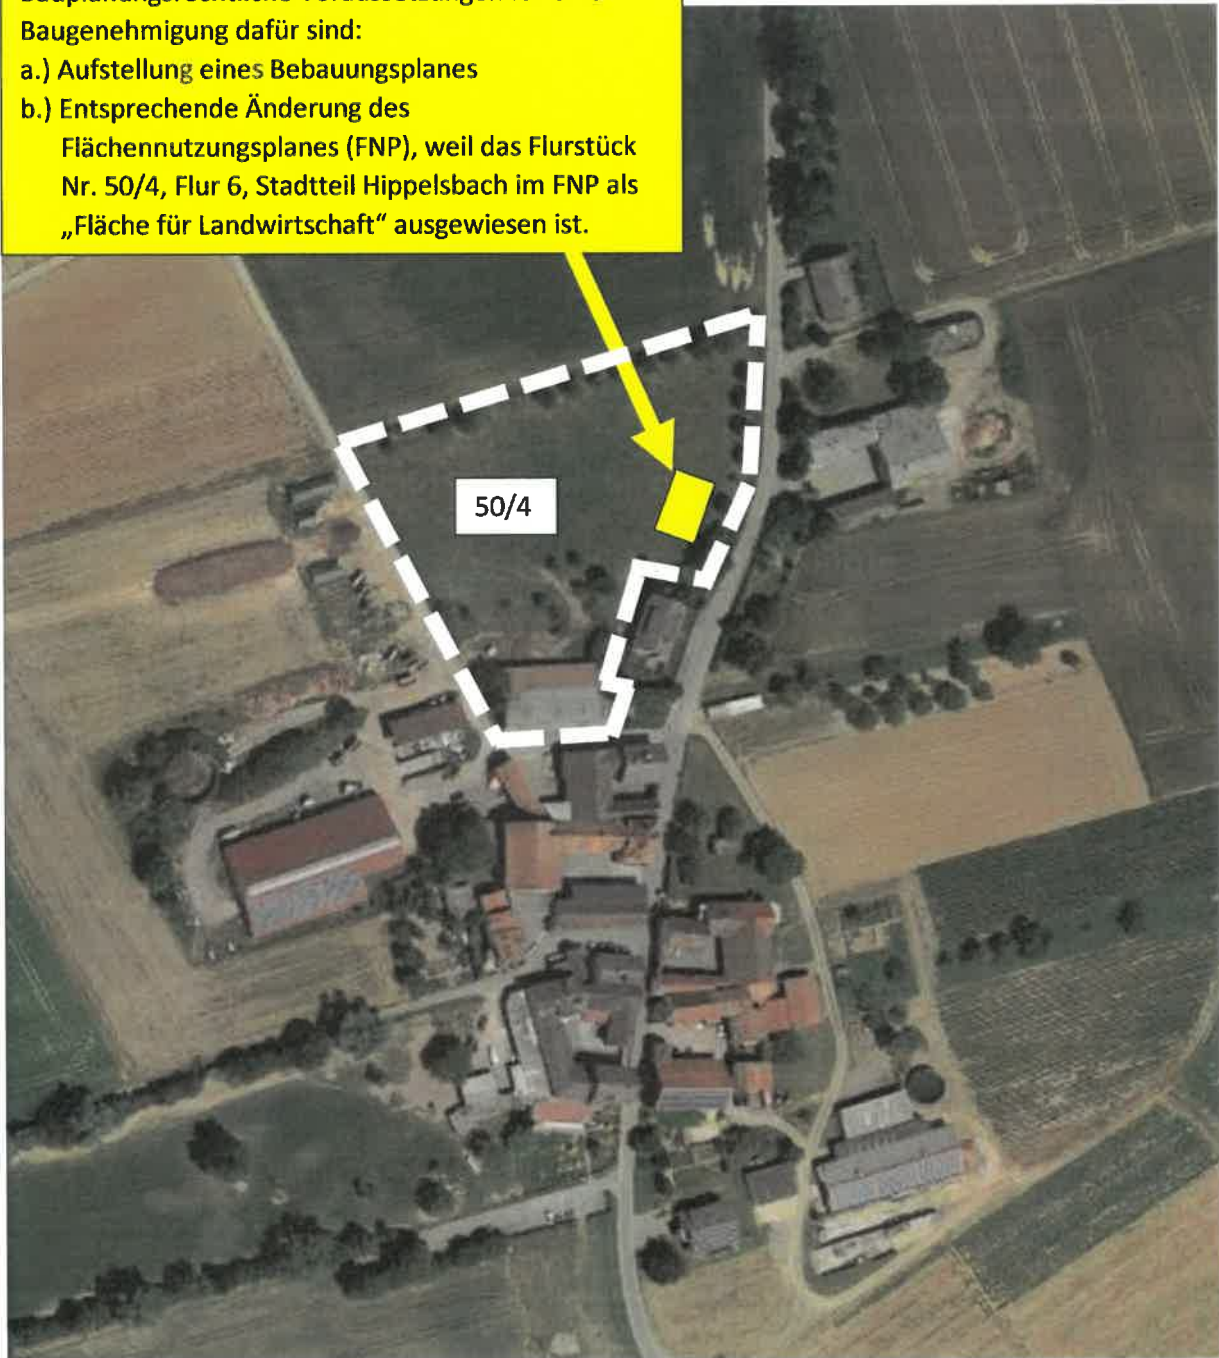 Baugenehmigung dafür sind:
a.) Aufstellung eines Bebauungsplanes
b.) Entsprechende Änderung des
Flächennutzungsplanes (FNP), weil das Flurstück
Nr. 50/4, Flur 6, Stadtteil Hippelsbach im FNP als
„Fläche für Landwirtschaft“ ausgewiesen ist.
50/4